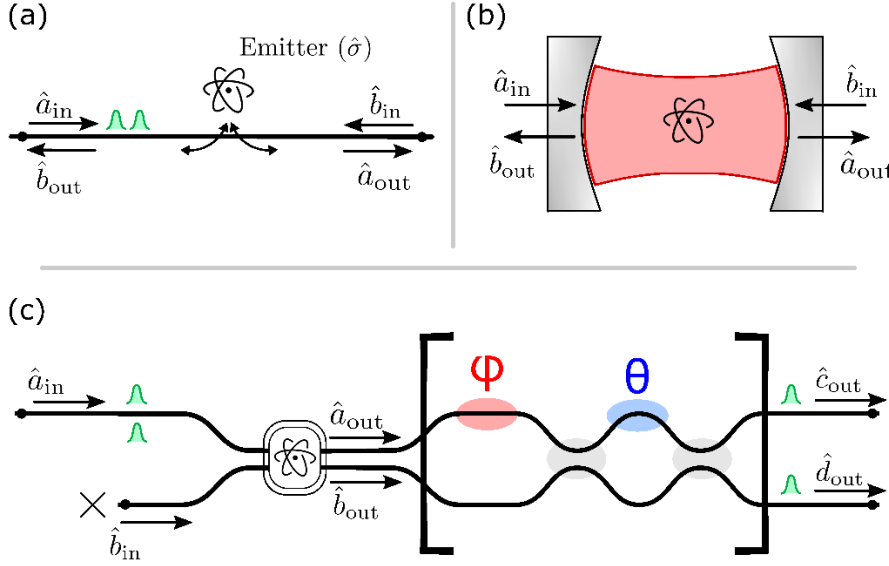 (a)
Emitter (σ̂)
â_in
b̂_in
b̂_out
â_out
(b)
â_in
b̂_in
b̂_out
â_out
(c)
φ
θ
â_in
â_out
ĉ_out
b̂_in
b̂_out
d̂_out